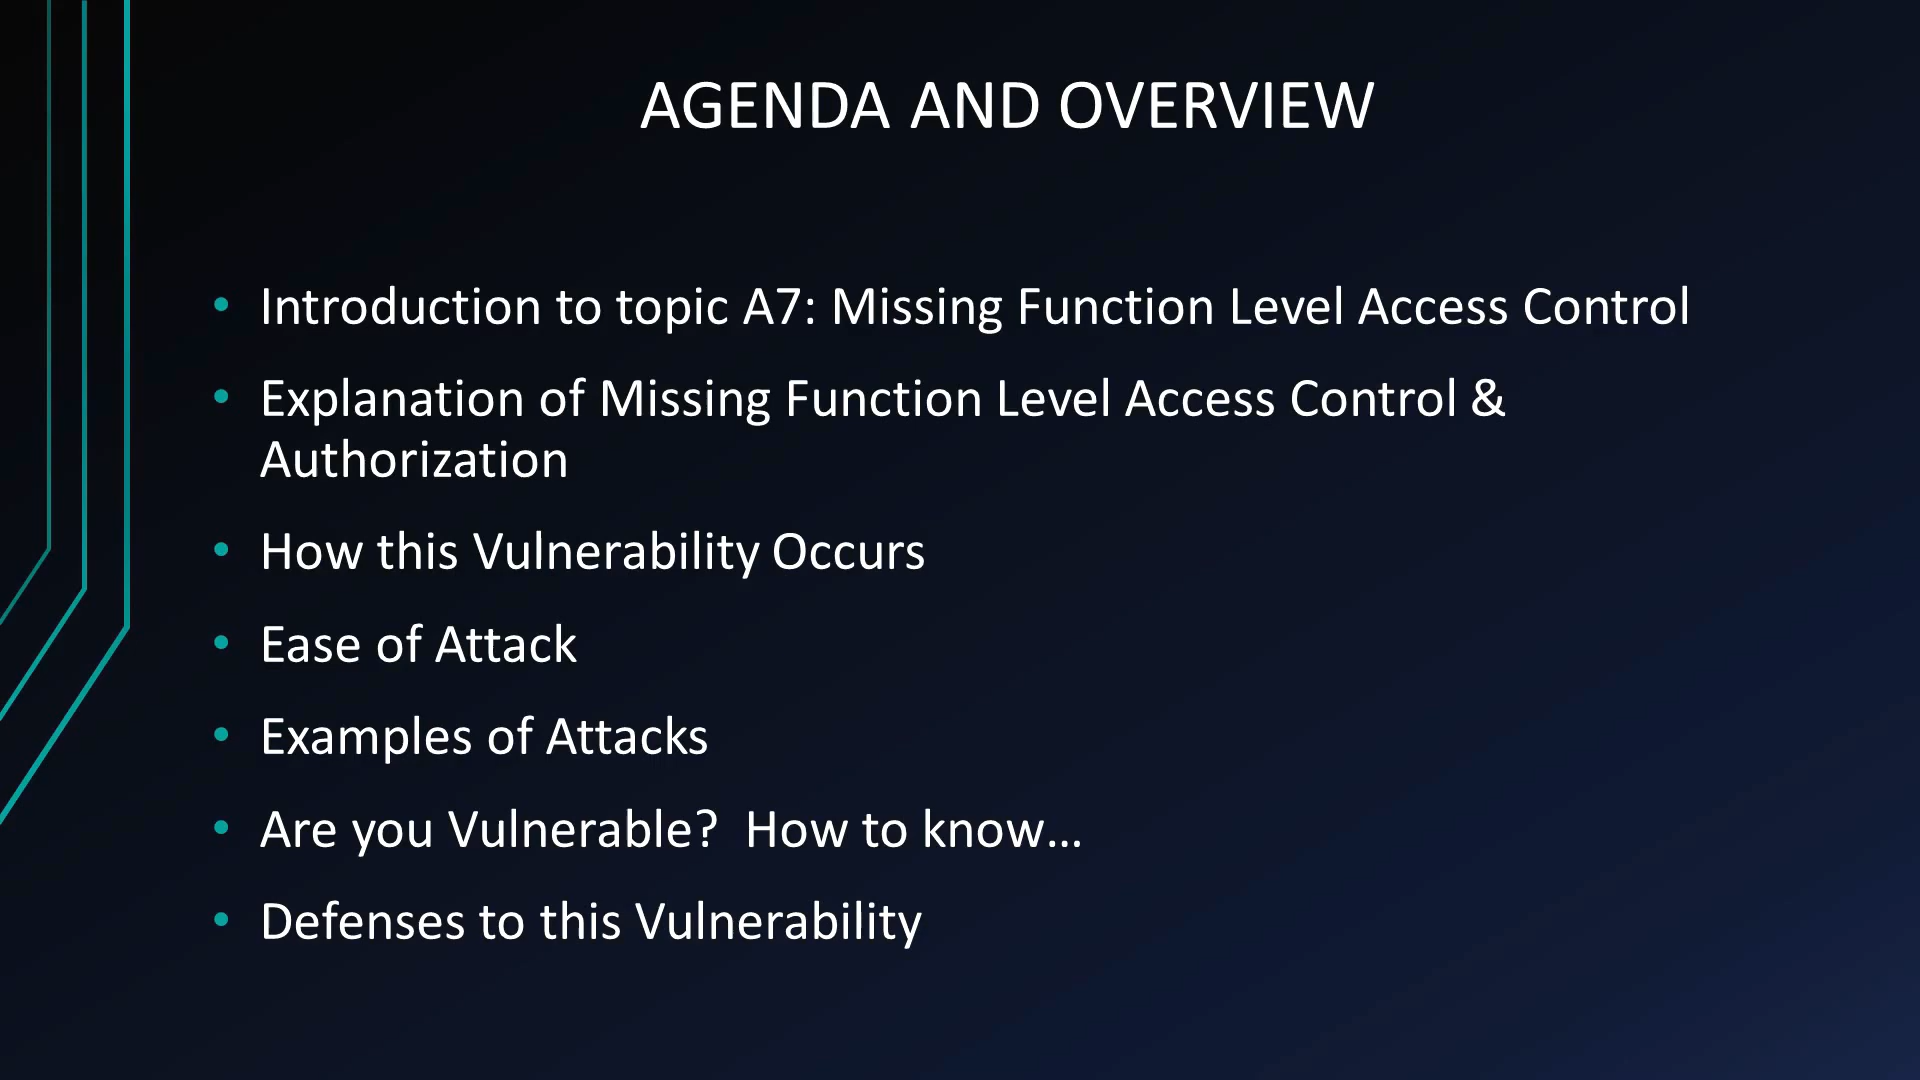 AGENDA AND OVERVIEW
• Introduction to topic A7: Missing Function Level Access Control
• Explanation of Missing Function Level Access Control &
Authorization
• How this Vulnerability Occurs
• Ease of Attack
• Examples of Attacks
• Are you Vulnerable?  How to know...
• Defenses to this Vulnerability